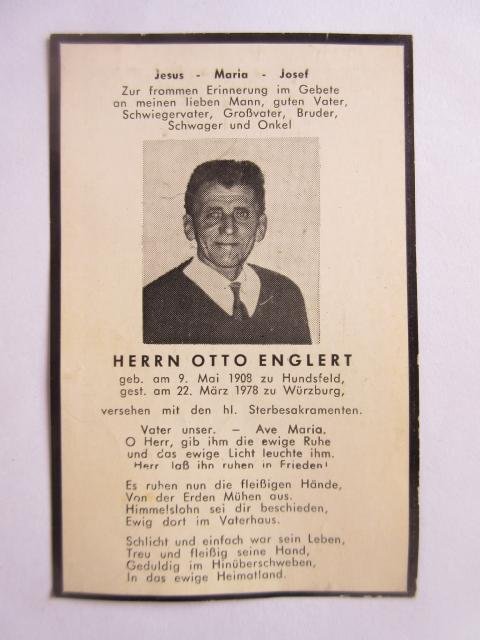 Jesus - Maria - Josef
Zur frommen Erinnerung im Gebete
an meinen lieben Mann, guten Vater,
Schwiegervater, Großvater, Bruder,
Schwager und Onkel
HERRN OTTO ENGLERT
geb. am 9. Mai 1908 zu Hundsfeld,
gest. am 22. März 1978 zu Würzburg,
versehen mit den hl. Sterbesakramenten.
Vater unser. — Ave Maria.
O Herr, gib ihm die ewige Ruhe
und das ewige Licht leuchte ihm.
Herr laß ihn ruhen in Frieden!
Es ruhen nun die fleißigen Hände,
Von der Erden Mühen aus.
Himmelslohn sei dir beschieden,
Ewig dort im Vaterhaus.
Schlicht und einfach war sein Leben,
Treu und fleißig seine Hand,
Geduldig im Hinüberschweben,
In das ewige Heimatland.